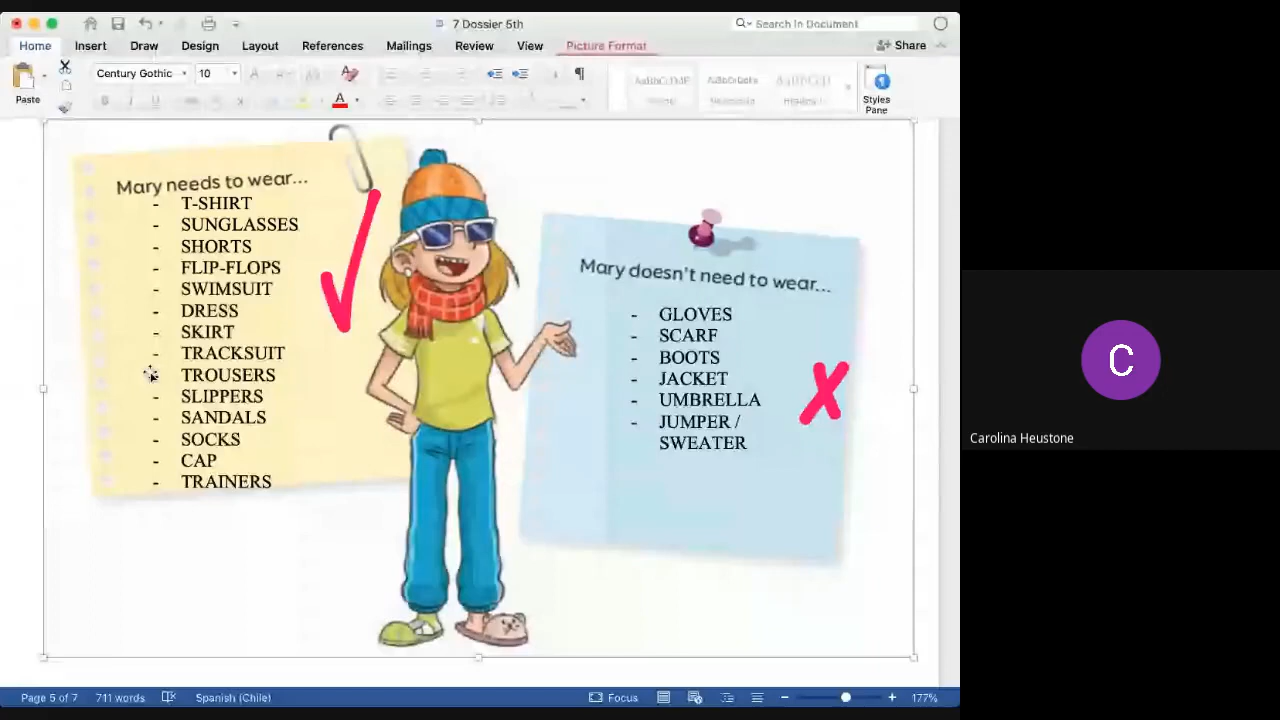 7 Dossier 5th
Search in Document
Home Insert Draw Design Layout References Mailings Review View Picture Format Share
Paste
Century Gothic 10
Styles
Pane
Mary needs to wear...
- T-SHIRT
- SUNGLASSES
- SHORTS
- FLIP-FLOPS
- SWIMSUIT
- DRESS
- SKIRT
- TRACKSUIT
- TROUSERS
- SLIPPERS
- SANDALS
- SOCKS
- CAP
- TRAINERS
Mary doesn't need to wear...
- GLOVES
- SCARF
- BOOTS
- JACKET
- UMBRELLA
- JUMPER /
SWEATER
C
Carolina Heustone
Page 5 of 7 711 words Spanish (Chile) Focus 177%